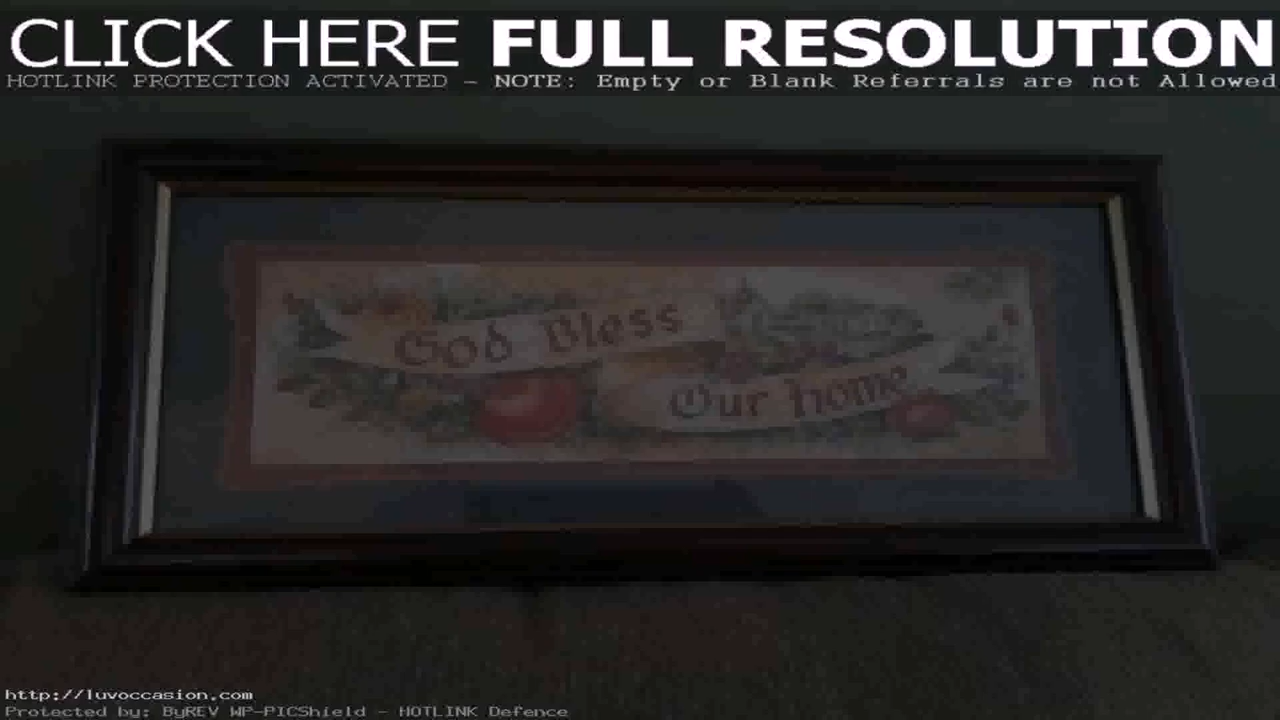 CLICK HERE FULL RESOLUTION
HOTLINK PROTECTION ACTIVATED - NOTE: Empty or Blank Referrals are not Allowed
God Bless
Our home
http://luvoccasion.com
Protected by: ByREV WP-PICShield - HOTLINK Defence